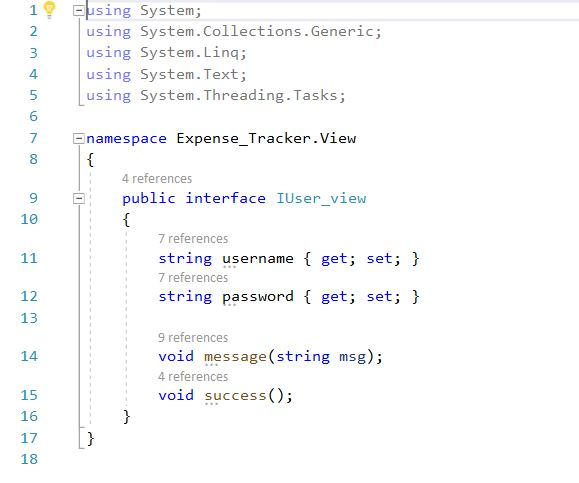 1 using System;
2 using System.Collections.Generic;
3 using System.Linq;
4 using System.Text;
5 using System.Threading.Tasks;
6
7 namespace Expense_Tracker.View
8 {
4 references
9 public interface IUser_view
10 {
7 references
11 string username { get; set; }
7 references
12 string password { get; set; }
13
9 references
14 void message(string msg);
4 references
15 void success();
16 }
17 }
18